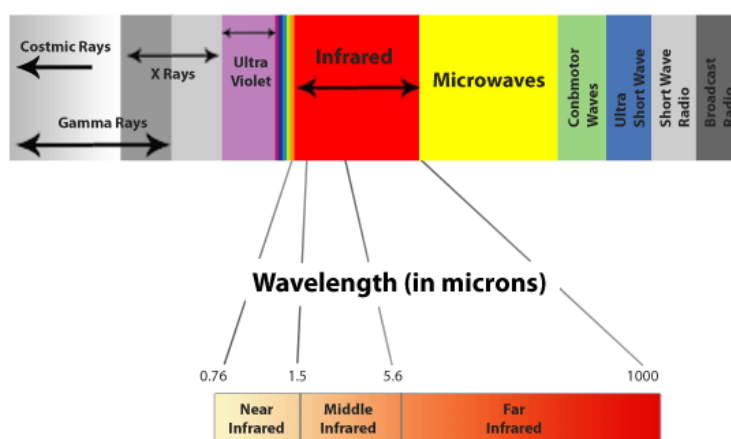 Costmic Rays
X Rays
Gamma Rays
Ultra
Violet
Infrared
Microwaves
Conbmotor
Waves
Ultra
Short Wave
Short Wave
Radio
Broadcast
Radio
Wavelength (in microns)
0.76 1.5 5.6 1000
Near
Infrared
Middle
Infrared
Far
Infrared